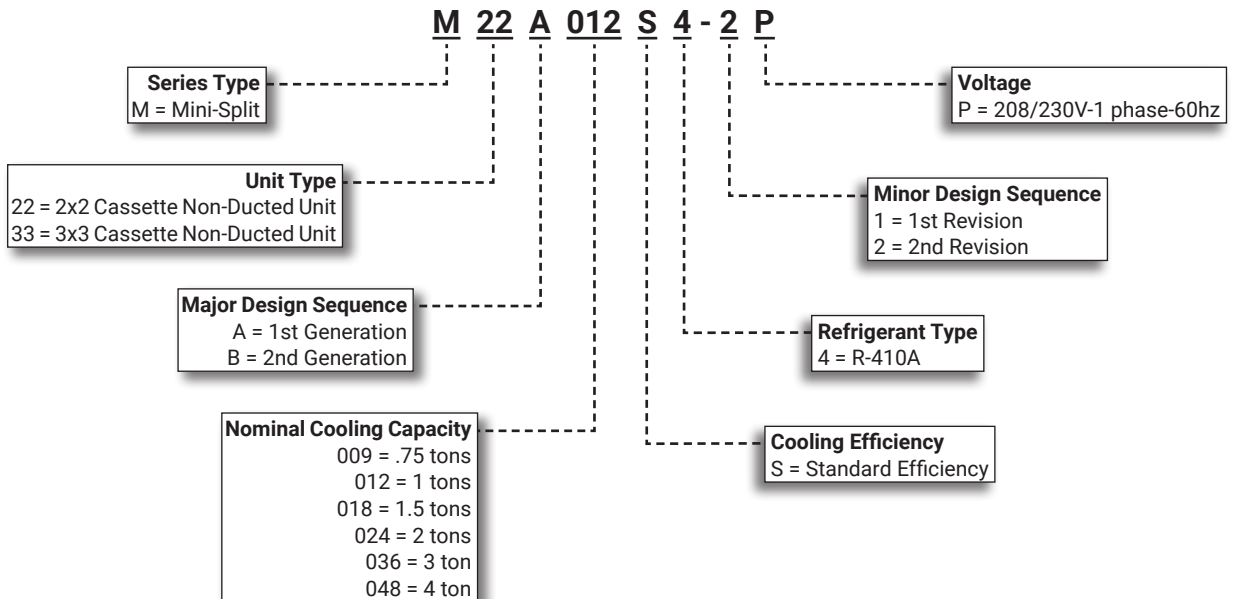 M 22 A 012 S 4 - 2 P
Series Type
M = Mini-Split
Voltage
P = 208/230V-1 phase-60hz
Unit Type
22 = 2x2 Cassette Non-Ducted Unit
33 = 3x3 Cassette Non-Ducted Unit
Minor Design Sequence
1 = 1st Revision
2 = 2nd Revision
Major Design Sequence
A = 1st Generation
B = 2nd Generation
Refrigerant Type
4 = R-410A
Nominal Cooling Capacity
009 = .75 tons
012 = 1 tons
018 = 1.5 tons
024 = 2 tons
036 = 3 ton
048 = 4 ton
Cooling Efficiency
S = Standard Efficiency